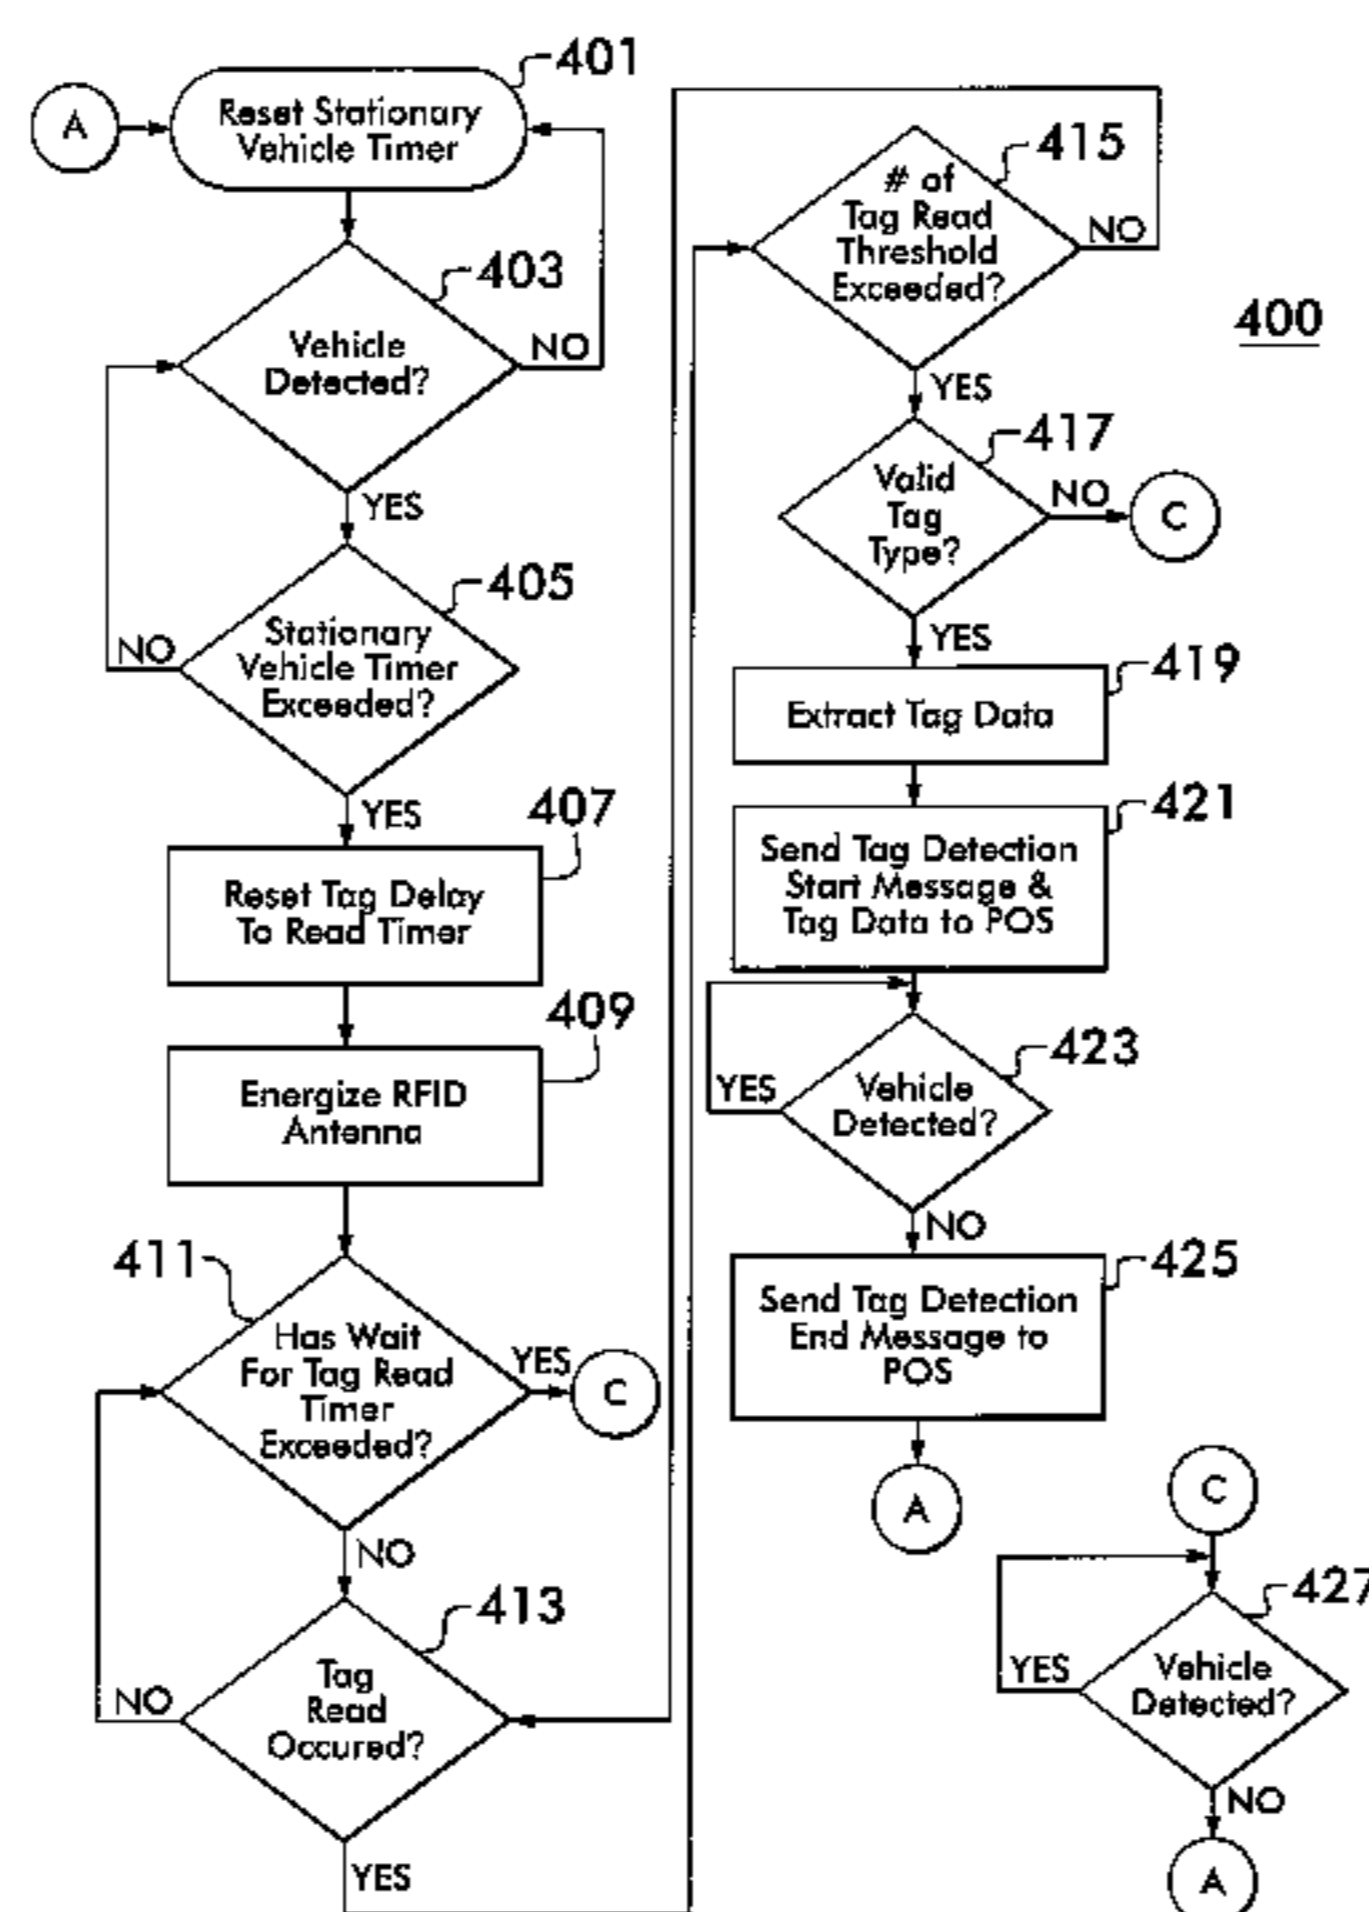 401
A
Reset Stationary
Vehicle Timer
403
Vehicle
Detected?
NO
YES
405
Stationary
Vehicle Timer
Exceeded?
NO
YES
407
Reset Tag Delay
To Read Timer
409
Energize RFID
Antenna
411
Has Wait
For Tag Read
Timer
Exceeded?
YES
C
NO
413
Tag
Read
Occured?
NO
YES
415
# of
Tag Read
Threshold
Exceeded?
NO
400
YES
417
Valid
Tag
Type?
NO
C
YES
419
Extract Tag Data
421
Send Tag Detection
Start Message &
Tag Data to POS
423
Vehicle
Detected?
YES
NO
425
Send Tag Detection
End Message to
POS
A
C
427
Vehicle
Detected?
YES
NO
A